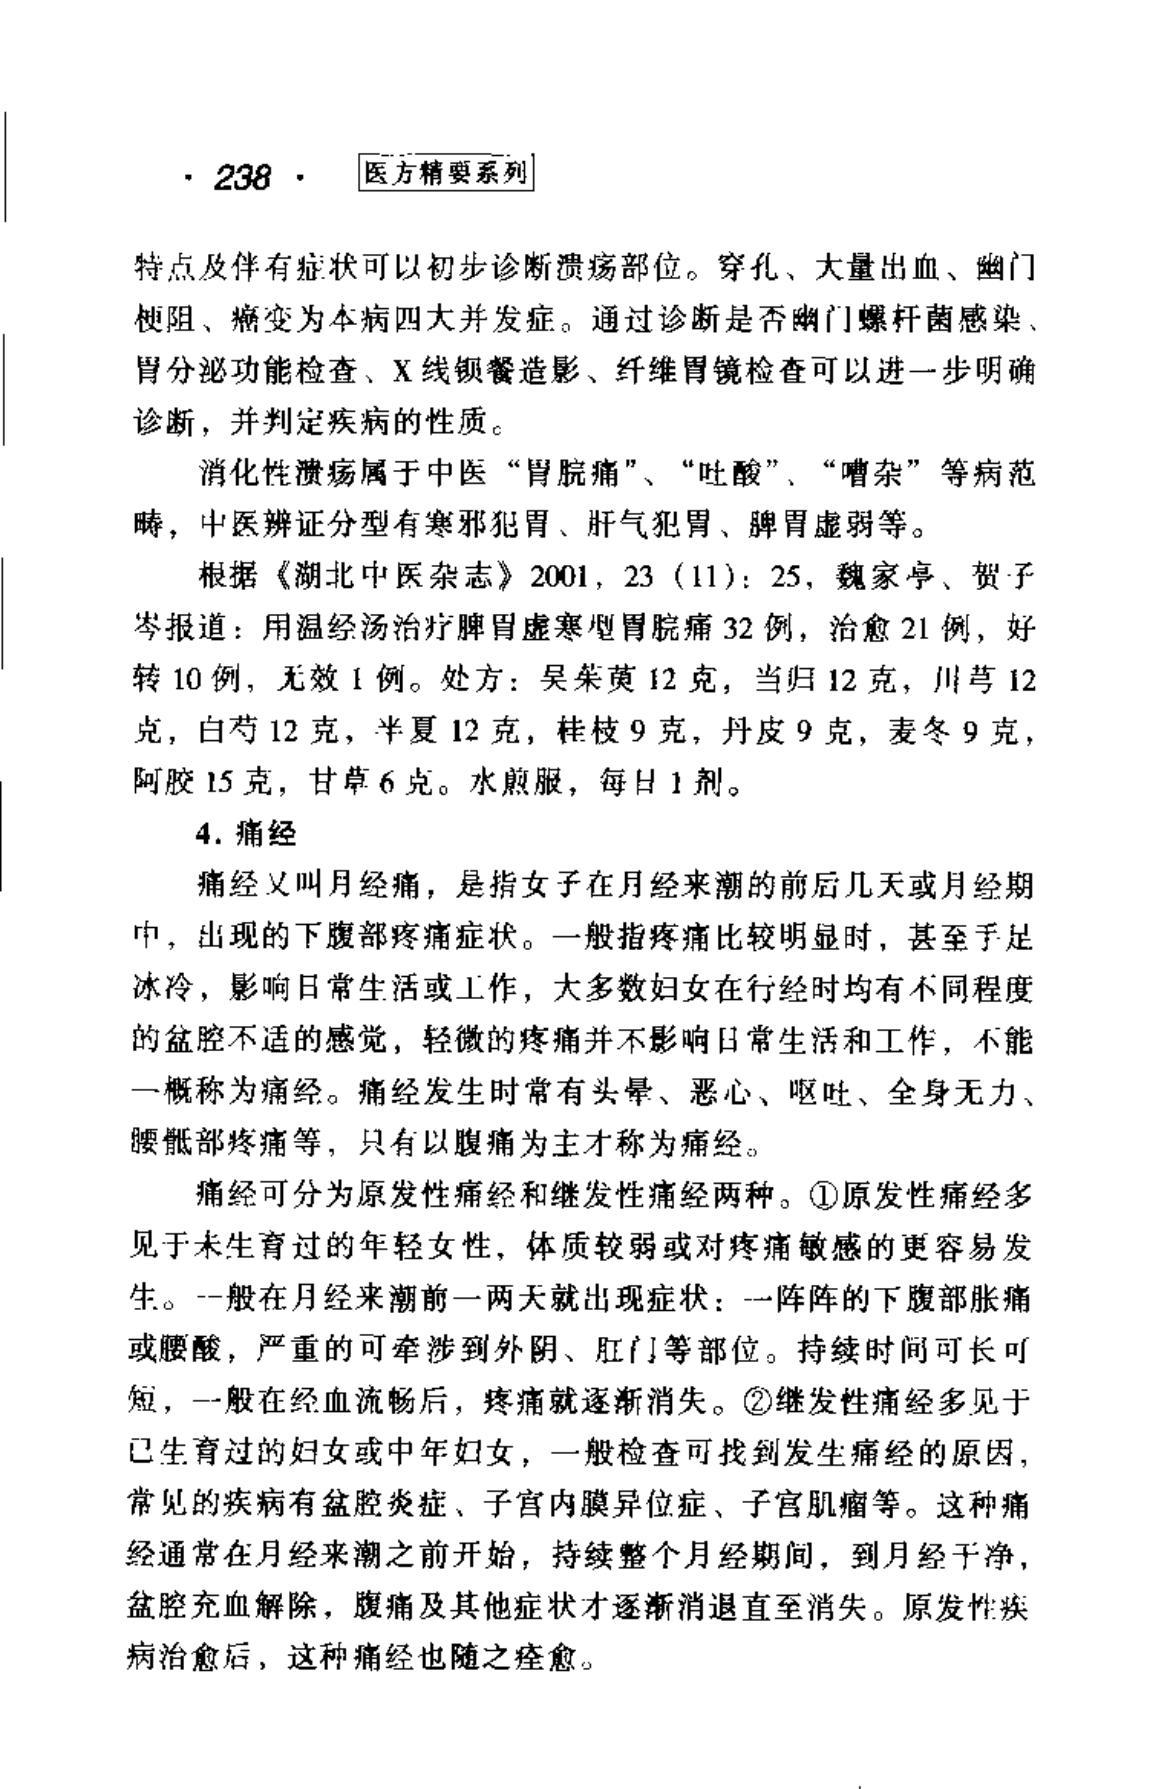 · 238 · 医方精要系列
特点及伴有症状可以初步诊断溃疡部位。穿孔、大量出血、幽门
梗阻、癌变为本病四大并发症。通过诊断是否幽门螺杆菌感染、
胃分泌功能检查、X 线钡餐造影、纤维胃镜检查可以进一步明确
诊断，并判定疾病的性质。
消化性溃疡属于中医“胃脘痛”、“吐酸”、“嘈杂”等病范
畴，中医辨证分型有寒邪犯胃、肝气犯胃、脾胃虚弱等。
根据《湖北中医杂志》2001，23（11）：25，魏家亭、贺子
岑报道：用温经汤治疗脾胃虚寒型胃脘痛 32 例，治愈 21 例，好
转 10 例，无效 1 例。处方：吴茱萸 12 克，当归 12 克，川芎 12
克，白芍 12 克，半夏 12 克，桂枝 9 克，丹皮 9 克，麦冬 9 克，
阿胶 15 克，甘草 6 克。水煎服，每日 1 剂。
4. 痛经
痛经又叫月经痛，是指女子在月经来潮的前后几天或月经期
中，出现的下腹部疼痛症状。一般指疼痛比较明显时，甚至手足
冰冷，影响日常生活或工作，大多数妇女在行经时均有不同程度
的盆腔不适的感觉，轻微的疼痛并不影响日常生活和工作，不能
一概称为痛经。痛经发生时常有头晕、恶心、呕吐、全身无力、
腰骶部疼痛等，只有以腹痛为主才称为痛经。
痛经可分为原发性痛经和继发性痛经两种。①原发性痛经多
见于未生育过的年轻女性，体质较弱或对疼痛敏感的更容易发
生。一般在月经来潮前一两天就出现症状：一阵阵的下腹部胀痛
或腰酸，严重的可牵涉到外阴、肛门等部位。持续时间可长可
短，一般在经血流畅后，疼痛就逐渐消失。②继发性痛经多见于
已生育过的妇女或中年妇女，一般检查可找到发生痛经的原因，
常见的疾病有盆腔炎症、子宫内膜异位症、子宫肌瘤等。这种痛
经通常在月经来潮之前开始，持续整个月经期间，到月经干净，
盆腔充血解除，腹痛及其他症状才逐渐消退直至消失。原发性疾
病治愈后，这种痛经也随之痊愈。